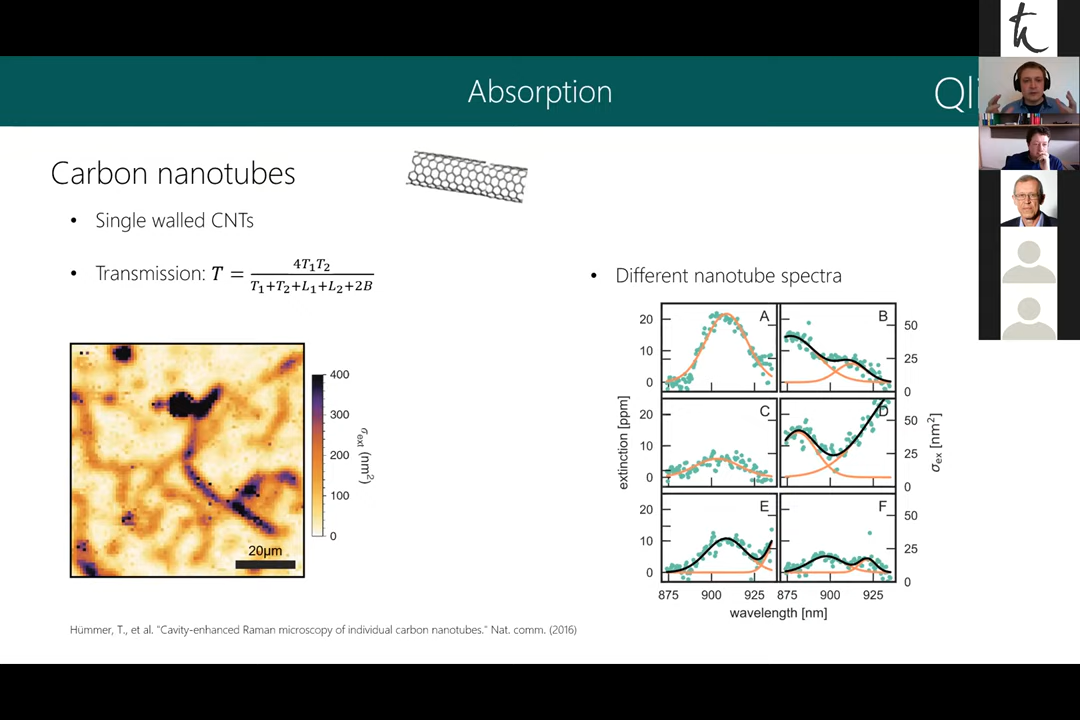 Absorption
Qli
Carbon nanotubes
• Single walled CNTs
• Transmission: T = 4T₁T₂ / T₁+T₂+L₁+L₂+2B
• Different nanotube spectra
400
300
200
100
0
σext (nm²)
20μm
extinction [ppm]
20
10
0
20
10
0
20
10
0
A
B
C
D
E
F
50
25
0
50
25
0
50
25
0
σex [nm²]
875 900 925 875 900 925
wavelength [nm]
Hümmer, T., et al. "Cavity-enhanced Raman microscopy of individual carbon nanotubes." Nat. comm. (2016)